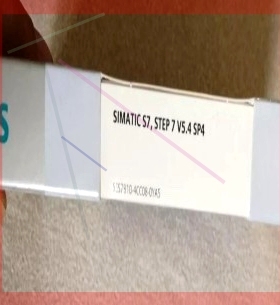 S
SIMATIC S7, STEP 7 V5.4 SP4